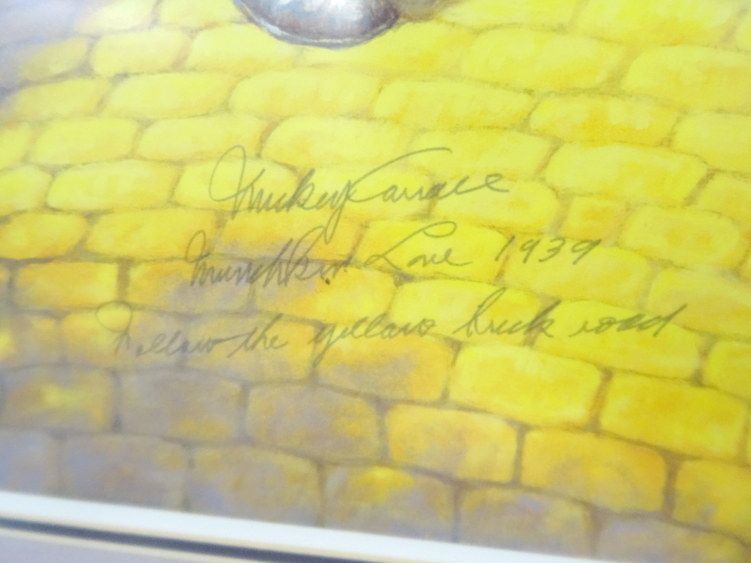 Mickey Carroll
Munchkin Love 1939
Follow the yellow brick road